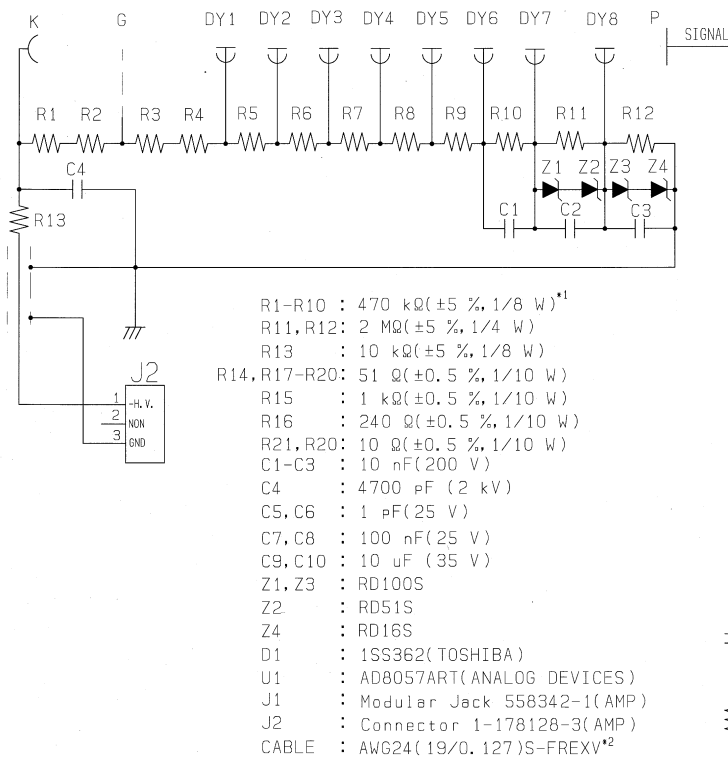 K G DY1 DY2 DY3 DY4 DY5 DY6 DY7 DY8 P SIGNAL
R1 R2 R3 R4 R5 R6 R7 R8 R9 R10 R11 R12
C4 Z1 Z2 Z3 Z4
R13 C1 C2 C3
R1-R10 : 470 kΩ(±5 %, 1/8 W)*1
R11, R12: 2 MΩ(±5 %, 1/4 W)
R13 : 10 kΩ(±5 %, 1/8 W)
R14, R17-R20: 51 Ω(±0.5 %, 1/10 W)
R15 : 1 kΩ(±0.5 %, 1/10 W)
R16 : 240 Ω(±0.5 %, 1/10 W)
R21, R20: 10 Ω(±0.5 %, 1/10 W)
C1-C3 : 10 nF(200 V)
C4 : 4700 pF (2 kV)
C5, C6 : 1 pF(25 V)
C7, C8 : 100 nF(25 V)
C9, C10 : 10 uF (35 V)
Z1, Z3 : RD100S
Z2 : RD51S
Z4 : RD16S
D1 : 1SS362(TOSHIBA)
U1 : AD8057ART(ANALOG DEVICES)
J1 : Modular Jack 558342-1(AMP)
J2 : Connector 1-178128-3(AMP)
CABLE : AWG24(19/0.127)S-FREXV*2
J2
1 -H.V.
2 NON
3 GND